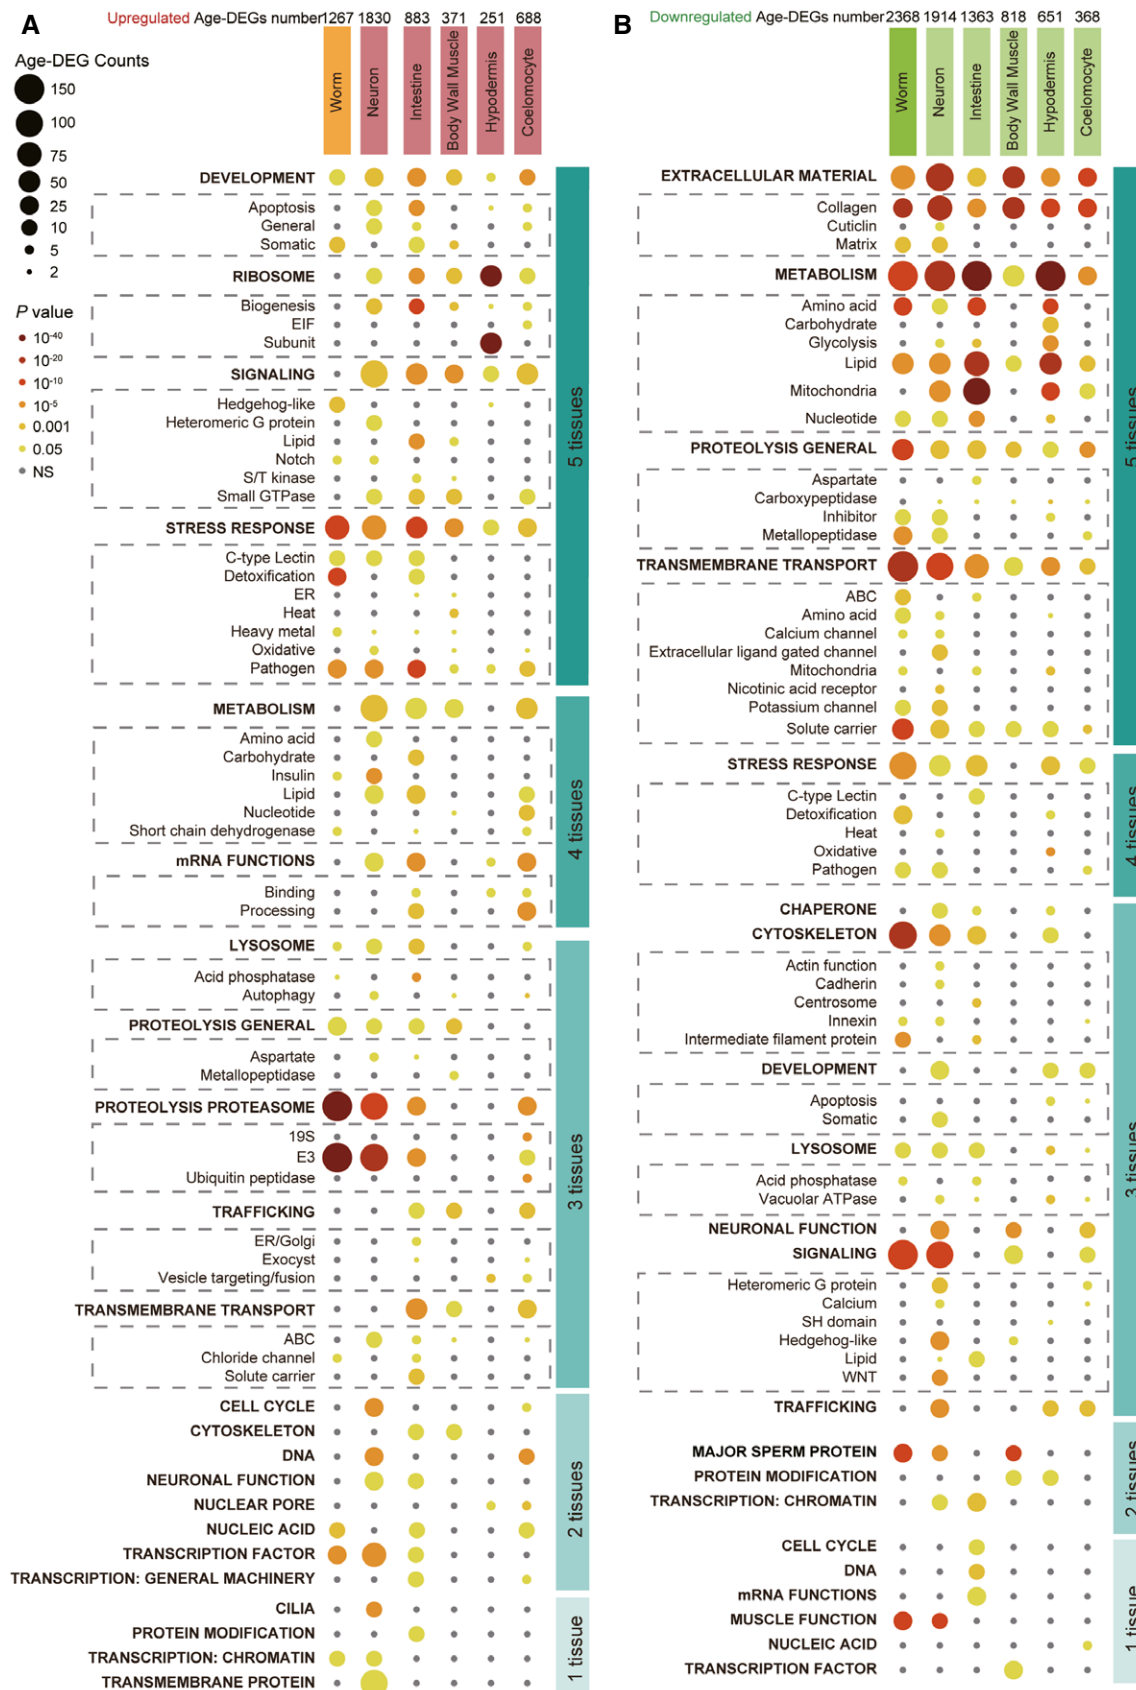 A
Upregulated Age-DEGs number 1267 1830 883 371 251 688
Age-DEG Counts
150
100
75
50
25
10
5
2
P value
10-40
10-20
10-10
10-5
0.001
0.05
NS
Worm
Neuron
Intestine
Body Wall Muscle
Hypodermis
Coelomocyte
DEVELOPMENT
Apoptosis
General
Somatic
RIBOSOME
Biogenesis
EIF
Subunit
SIGNALING
Hedgehog-like
Heteromeric G protein
Lipid
Notch
S/T kinase
Small GTPase
STRESS RESPONSE
C-type Lectin
Detoxification
ER
Heat
Heavy metal
Oxidative
Pathogen
5 tissues
METABOLISM
Amino acid
Carbohydrate
Insulin
Lipid
Nucleotide
Short chain dehydrogenase
mRNA FUNCTIONS
Binding
Processing
4 tissues
LYSOSOME
Acid phosphatase
Autophagy
PROTEOLYSIS GENERAL
Aspartate
Metallopeptidase
PROTEOLYSIS PROTEASOME
19S
E3
Ubiquitin peptidase
TRAFFICKING
ER/Golgi
Exocyst
Vesicle targeting/fusion
TRANSMEMBRANE TRANSPORT
ABC
Chloride channel
Solute carrier
3 tissues
CELL CYCLE
CYTOSKELETON
DNA
NEURONAL FUNCTION
NUCLEAR PORE
NUCLEIC ACID
TRANSCRIPTION FACTOR
TRANSCRIPTION: GENERAL MACHINERY
2 tissues
CILIA
PROTEIN MODIFICATION
TRANSCRIPTION: CHROMATIN
TRANSMEMBRANE PROTEIN
1 tissue
B
Downregulated Age-DEGs number 2368 1914 1363 818 651 368
Worm
Neuron
Intestine
Body Wall Muscle
Hypodermis
Coelomocyte
EXTRACELLULAR MATERIAL
Collagen
Cuticlin
Matrix
METABOLISM
Amino acid
Carbohydrate
Glycolysis
Lipid
Mitochondria
Nucleotide
PROTEOLYSIS GENERAL
Aspartate
Carboxypeptidase
Inhibitor
Metallopeptidase
TRANSMEMBRANE TRANSPORT
ABC
Amino acid
Calcium channel
Extracellular ligand gated channel
Mitochondria
Nicotinic acid receptor
Potassium channel
Solute carrier
5 tissues
STRESS RESPONSE
C-type Lectin
Detoxification
Heat
Oxidative
Pathogen
4 tissues
CHAPERONE
CYTOSKELETON
Actin function
Cadherin
Centrosome
Innexin
Intermediate filament protein
DEVELOPMENT
Apoptosis
Somatic
LYSOSOME
Acid phosphatase
Vacuolar ATPase
NEURONAL FUNCTION
SIGNALING
Heteromeric G protein
Calcium
SH domain
Hedgehog-like
Lipid
WNT
TRAFFICKING
3 tissues
MAJOR SPERM PROTEIN
PROTEIN MODIFICATION
TRANSCRIPTION: CHROMATIN
2 tissues
CELL CYCLE
DNA
mRNA FUNCTIONS
MUSCLE FUNCTION
NUCLEIC ACID
TRANSCRIPTION FACTOR
1 tissue